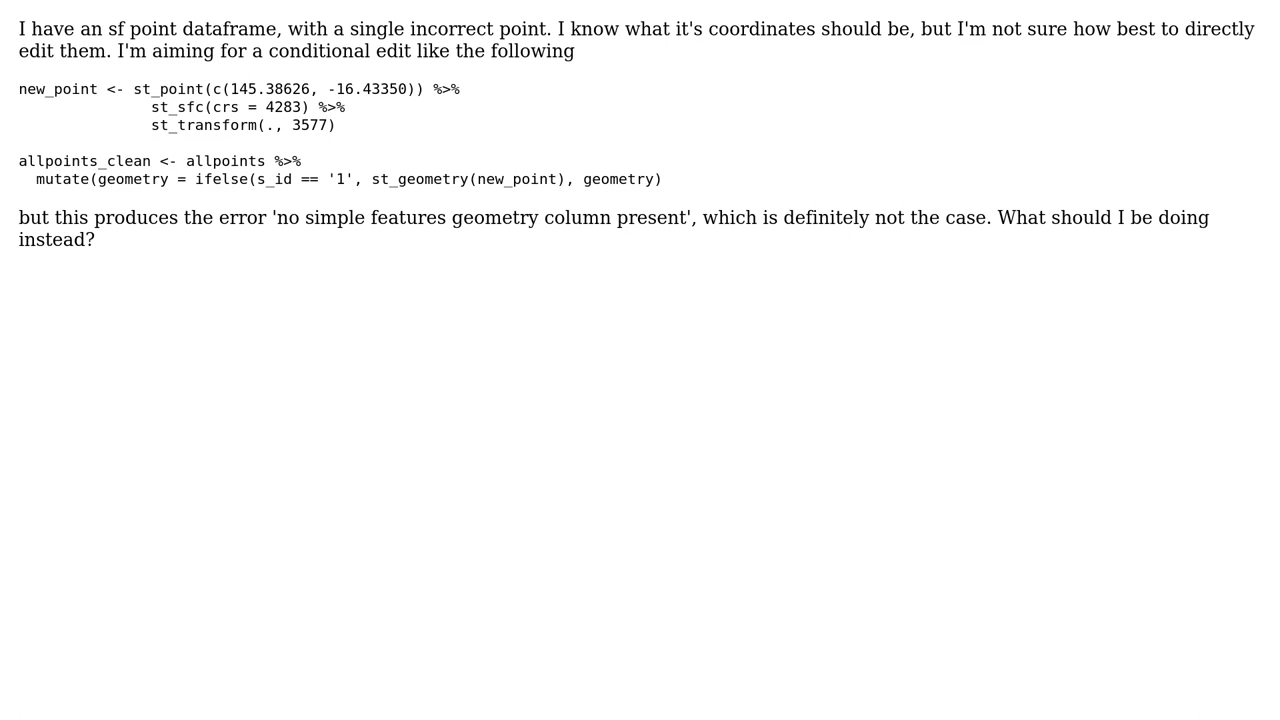 I have an sf point dataframe, with a single incorrect point. I know what it's coordinates should be, but I'm not sure how best to directly
edit them. I'm aiming for a conditional edit like the following
new_point <- st_point(c(145.38626, -16.43350)) %>%
               st_sfc(crs = 4283) %>%
               st_transform(., 3577)
allpoints_clean <- allpoints %>%
  mutate(geometry = ifelse(s_id == '1', st_geometry(new_point), geometry)
but this produces the error 'no simple features geometry column present', which is definitely not the case. What should I be doing
instead?